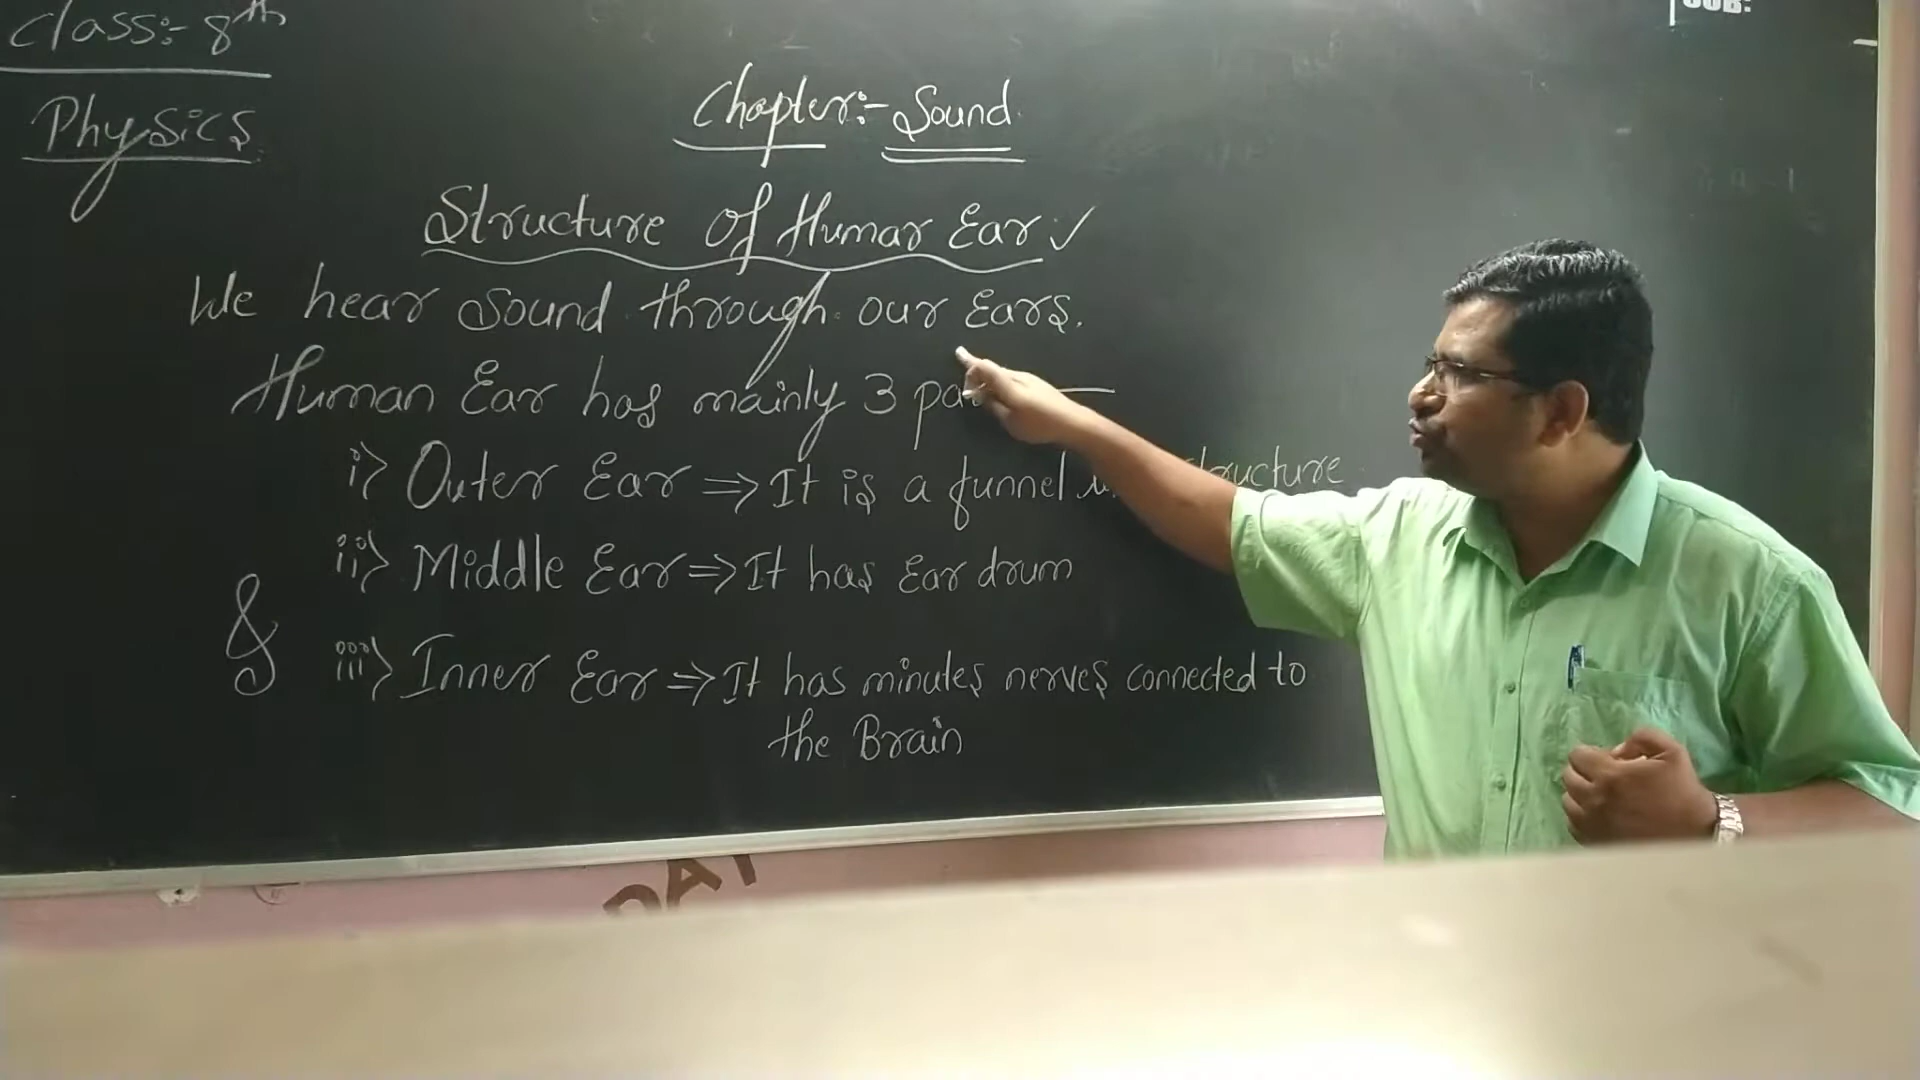 Class:- 8th
SUB:
Physics
Chapter:- Sound
Structure Of Human Ear ✓
We hear Sound through our Ears.
Human Ear has mainly 3 —
i) Outer Ear ⇒ It is a funnel structure
ii) Middle Ear ⇒ It has Ear drum
& iii) Inner Ear ⇒ It has minutes nerves connected to
the Brain